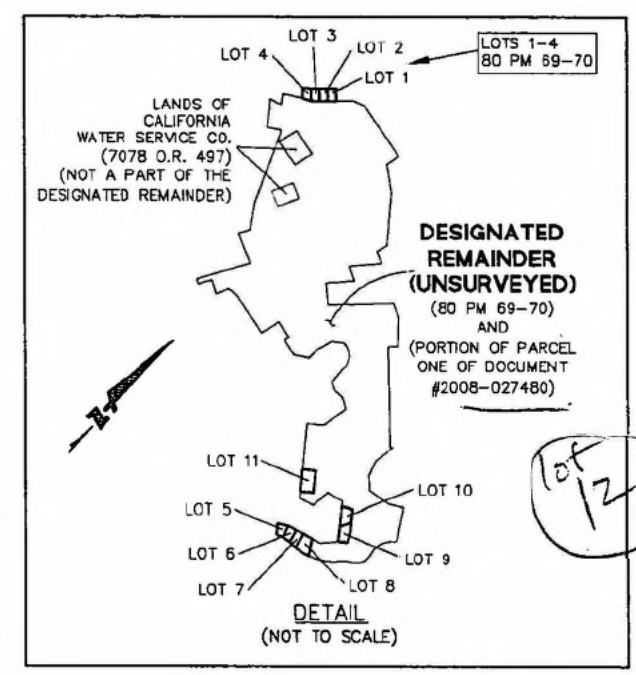 LOT 3
LOT 4
LOT 2
LOT 1
LOTS 1-4
80 PM 69-70
LANDS OF
CALIFORNIA
WATER SERVICE CO.
(7078 O.R. 497)
(NOT A PART OF THE
DESIGNATED REMAINDER)
DESIGNATED
REMAINDER
(UNSURVEYED)
(80 PM 69-70)
AND
(PORTION OF PARCEL
ONE OF DOCUMENT
#2008-027480)
N
lot
12
LOT 11
LOT 10
LOT 5
LOT 6
LOT 9
LOT 7
LOT 8
DETAIL
(NOT TO SCALE)